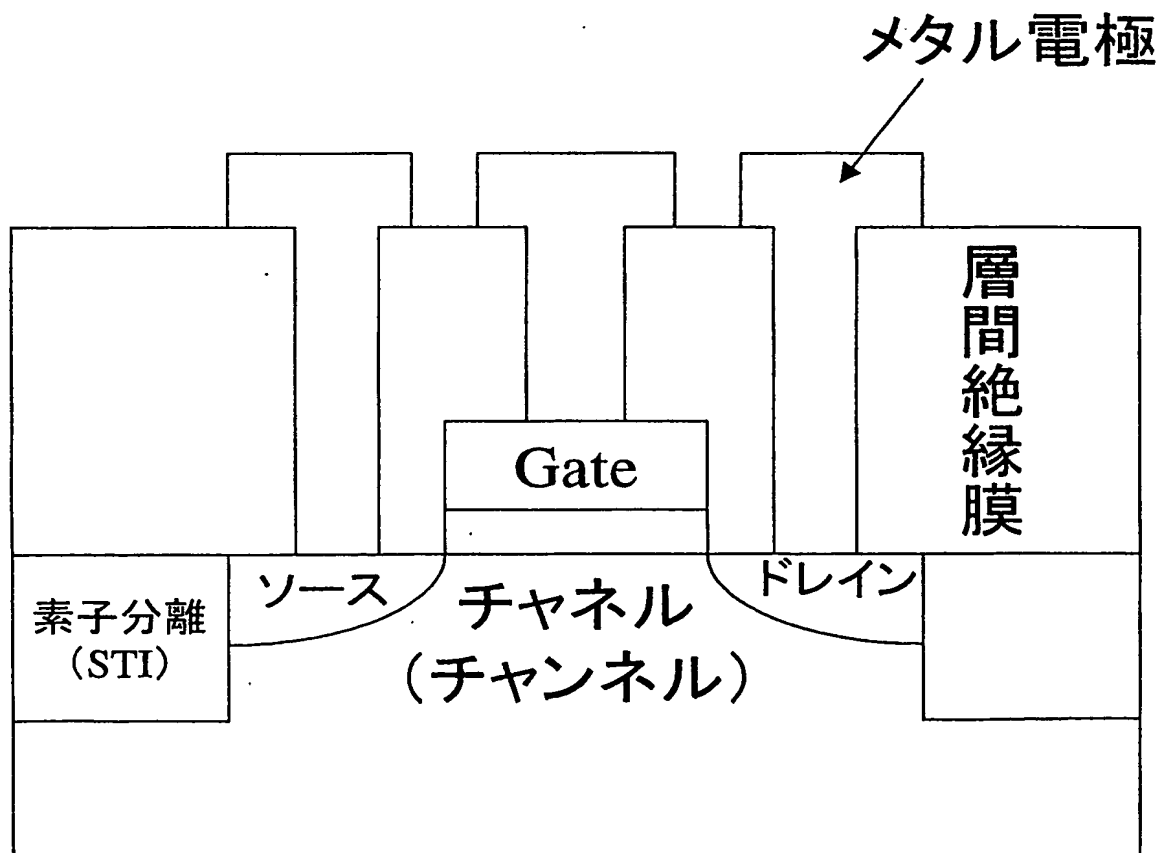 メタル電極
層間絶縁膜
Gate
ソース
ドレイン
チャネル
（チャンネル）
素子分離
（STI）